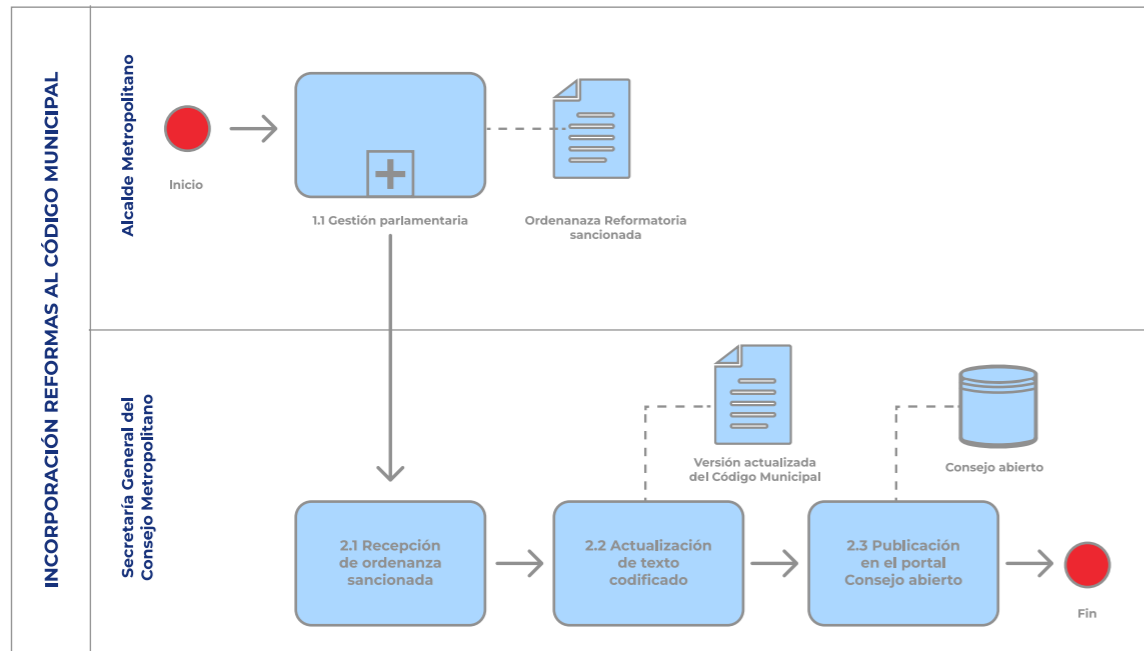 INCORPORACIÓN REFORMAS AL CÓDIGO MUNICIPAL
Alcalde Metropolitano
Inicio
1.1 Gestión parlamentaria
Ordenanaza Reformatoria
sancionada
Secretaría General del
Consejo Metropolitano
Versión actualizada
del Código Municipal
Consejo abierto
2.1 Recepción
de ordenanza
sancionada
2.2 Actualización
de texto
codificado
2.3 Publicación
en el portal
Consejo abierto
Fin